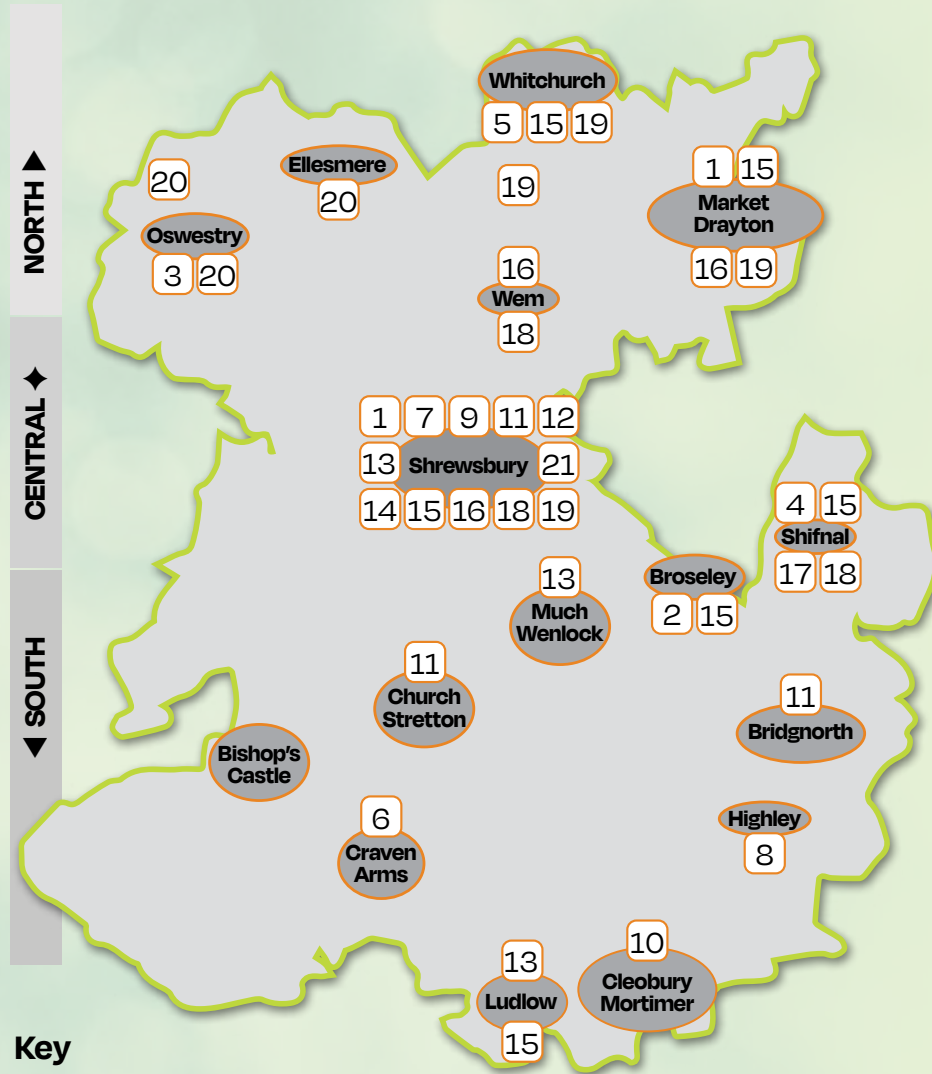 NORTH ▶
CENTRAL ✦
◀ SOUTH
Whitchurch
5 15 19
19
Ellesmere
20
20
Oswestry
3 20
1 15
Market
Drayton
16 19
16
Wem
18
1 7 9 11 12
13 Shrewsbury 21
14 15 16 18 19
4 15
Shifnal
17 18
Broseley
2 15
13
Much
Wenlock
11
Church
Stretton
11
Bridgnorth
Bishop's
Castle
6
Craven
Arms
Highley
8
13
Ludlow
15
10
Cleobury
Mortimer
Key